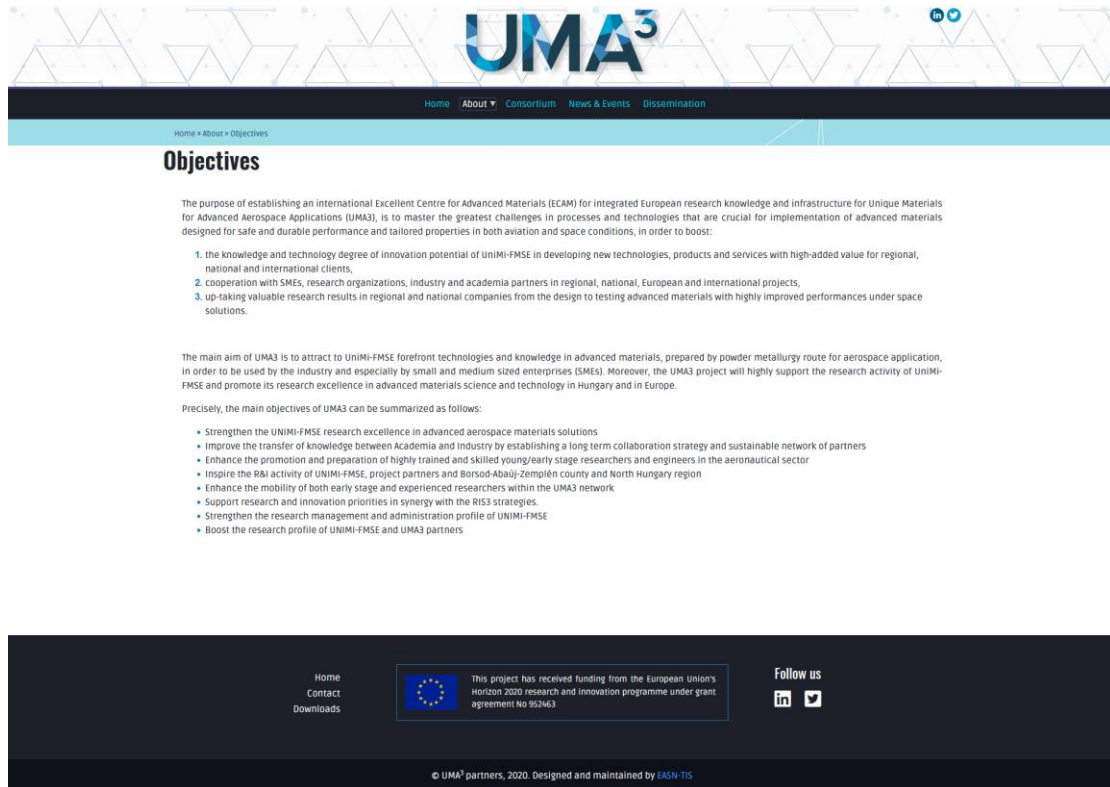 UMA³
Home About ▼ Consortium News & Events Dissemination
Home » About » Objectives
Objectives
The purpose of establishing an international Excellent Centre for Advanced Materials (ECAM) for integrated European research knowledge and infrastructure for Unique Materials
for Advanced Aerospace Applications (UMA3), is to master the greatest challenges in processes and technologies that are crucial for implementation of advanced materials
designed for safe and durable performance and tailored properties in both aviation and space conditions, in order to boost:
1. the knowledge and technology degree of innovation potential of UniMi-FMSE in developing new technologies, products and services with high-added value for regional,
national and international clients,
2. cooperation with SMEs, research organizations, industry and academia partners in regional, national, European and international projects,
3. up-taking valuable research results in regional and national companies from the design to testing advanced materials with highly improved performances under space
solutions.
The main aim of UMA3 is to attract to UniMi-FMSE forefront technologies and knowledge in advanced materials, prepared by powder metallurgy route for aerospace application,
in order to be used by the industry and especially by small and medium sized enterprises (SMEs). Moreover, the UMA3 project will highly support the research activity of UniMi-
FMSE and promote its research excellence in advanced materials science and technology in Hungary and in Europe.
Precisely, the main objectives of UMA3 can be summarized as follows:
• Strengthen the UNIMI-FMSE research excellence in advanced aerospace materials solutions
• Improve the transfer of knowledge between Academia and industry by establishing a long term collaboration strategy and sustainable network of partners
• Enhance the promotion and preparation of highly trained and skilled young/early stage researchers and engineers in the aeronautical sector
• Inspire the R&I activity of UNIMI-FMSE, project partners and Borsod-Abaúj-Zemplén county and North Hungary region
• Enhance the mobility of both early stage and experienced researchers within the UMA3 network
• Support research and innovation priorities in synergy with the RIS3 strategies.
• Strengthen the research management and administration profile of UNIMI-FMSE
• Boost the research profile of UNIMI-FMSE and UMA3 partners
Home
Contact
Downloads
This project has received funding from the European Union's
Horizon 2020 research and innovation programme under grant
agreement No 952463
Follow us
© UMA³ partners, 2020. Designed and maintained by EASN-TIS